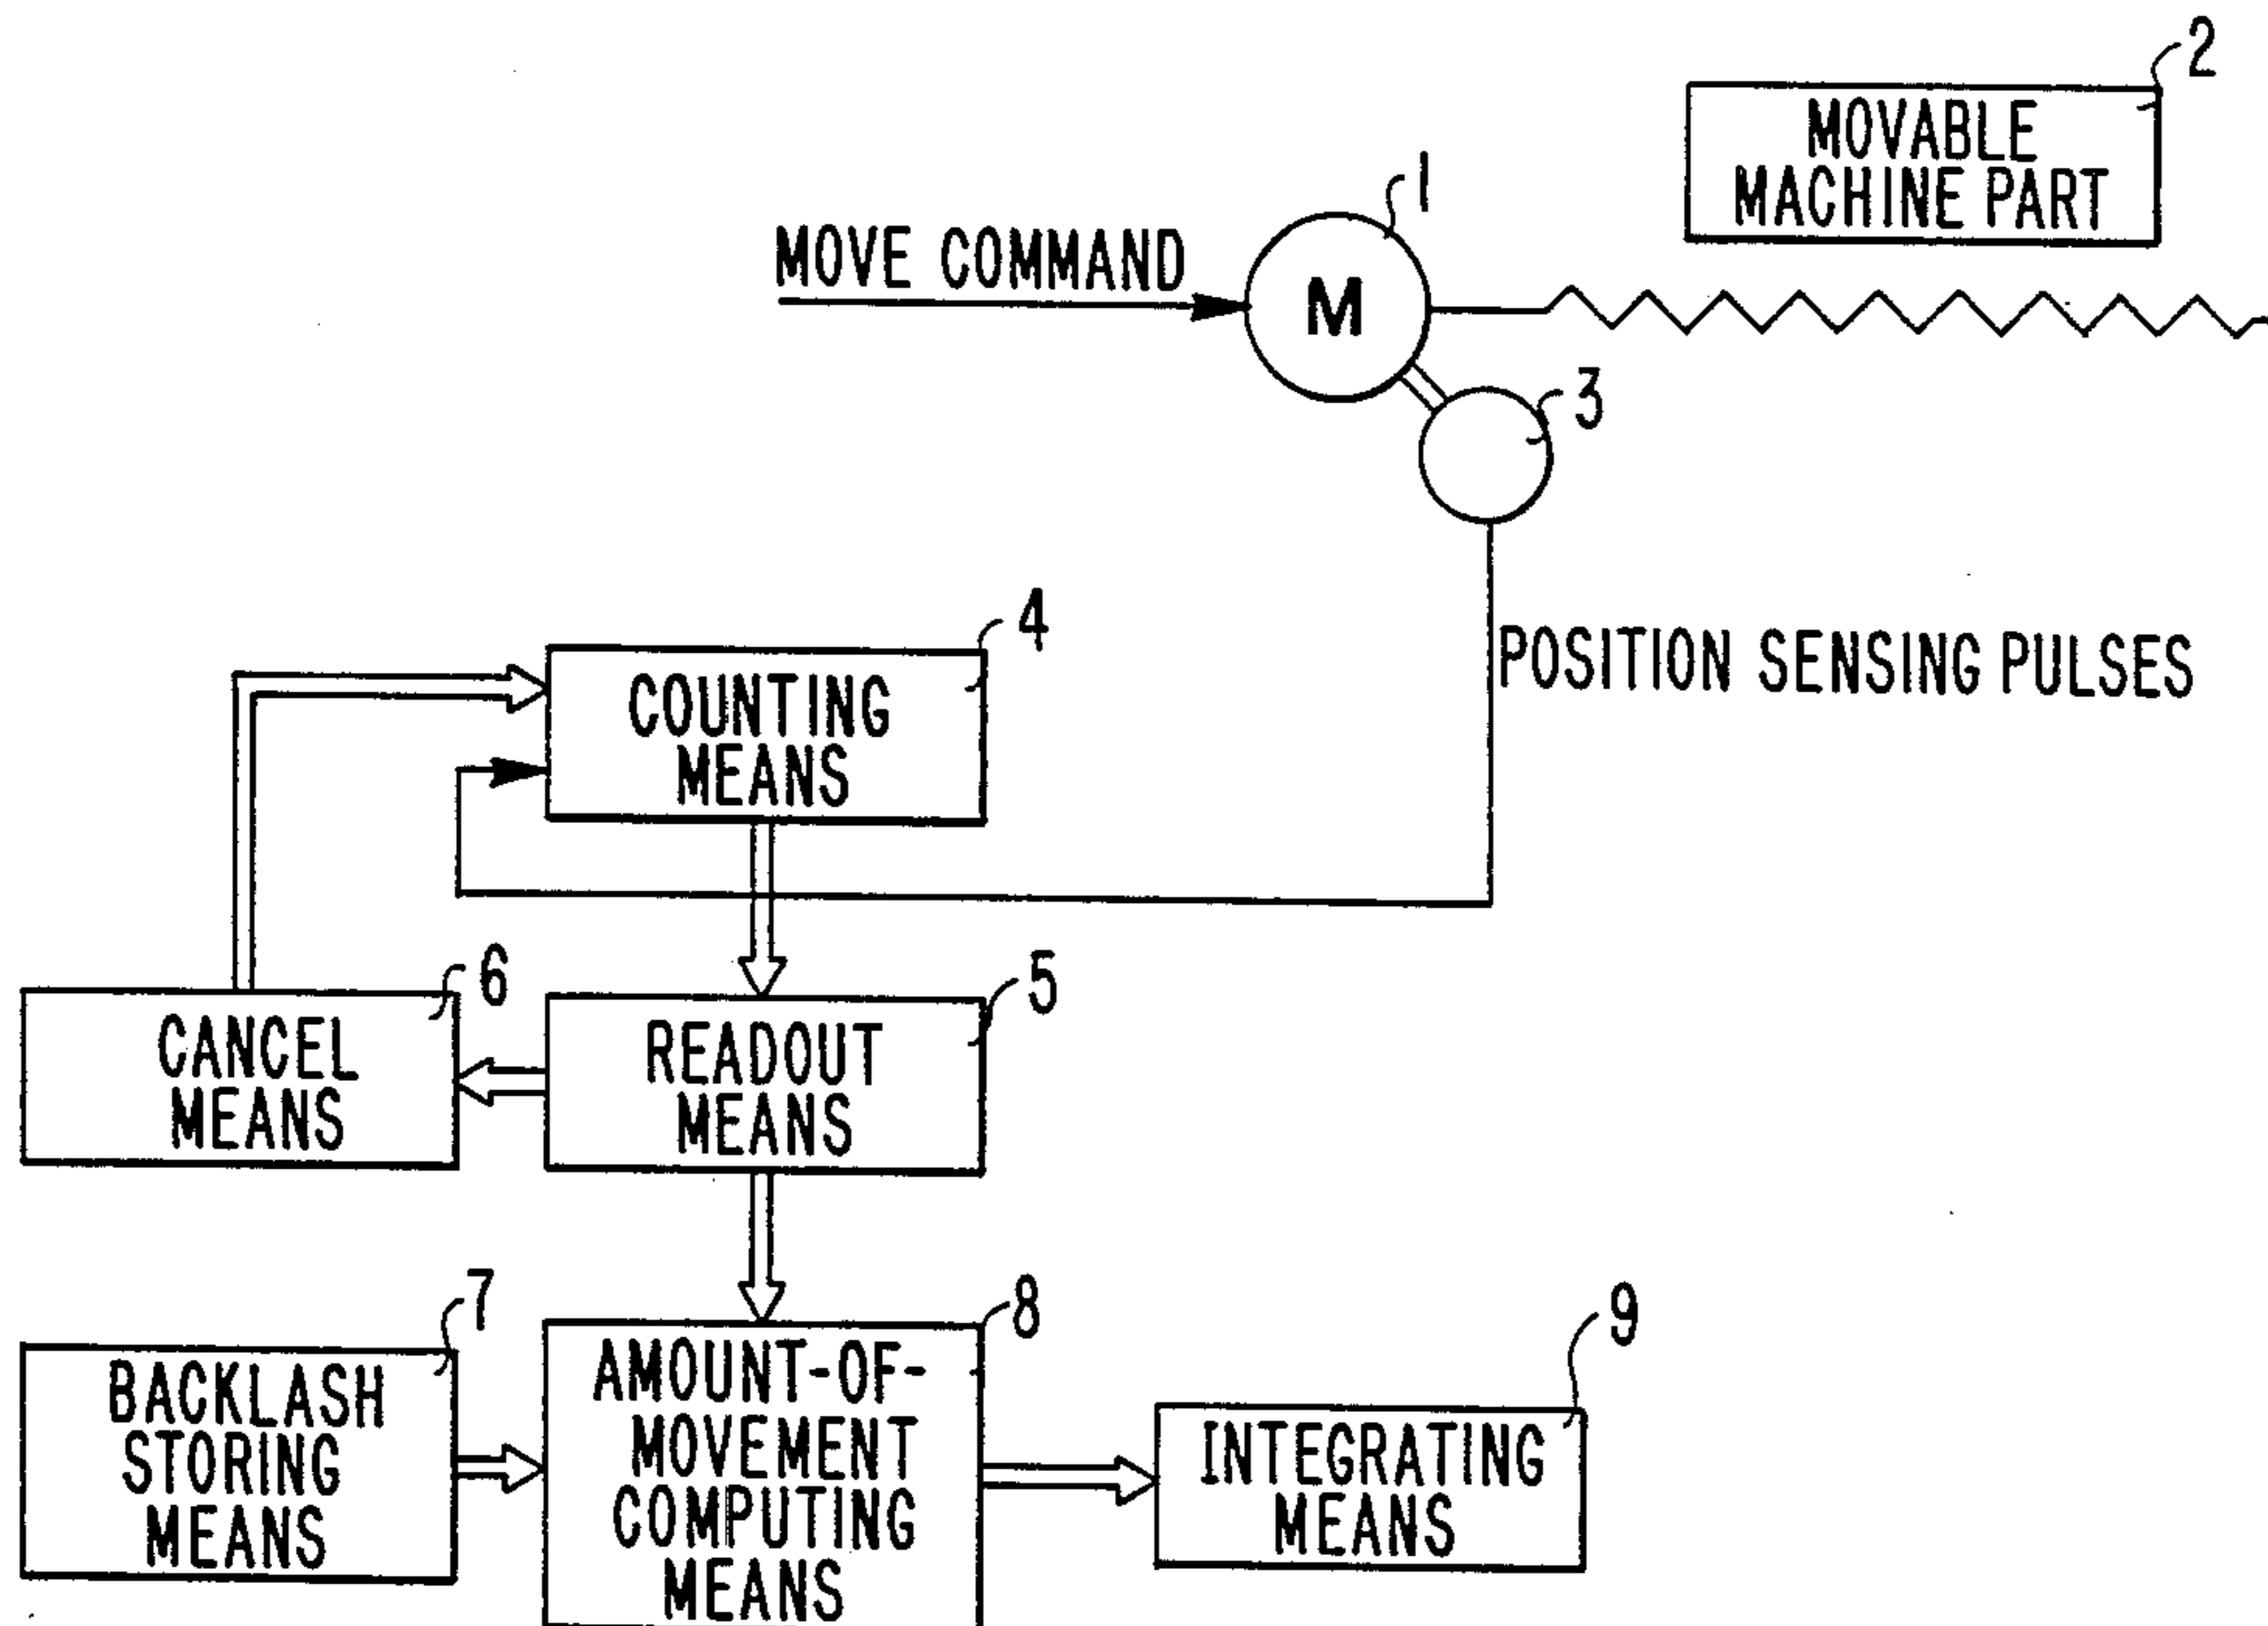 2
MOVABLE
MACHINE PART
1
MOVE COMMAND
M
3
POSITION SENSING PULSES
4
COUNTING
MEANS
6
CANCEL
MEANS
5
READOUT
MEANS
7
BACKLASH
STORING
MEANS
8
AMOUNT-OF-
MOVEMENT
COMPUTING
MEANS
9
INTEGRATING
MEANS